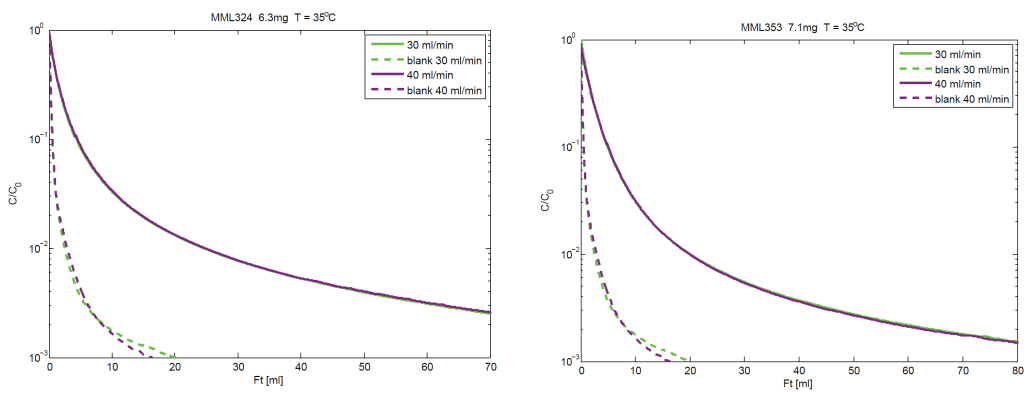 MML324 6.3mg T = 35⁰C
10⁰
10⁻¹
10⁻²
10⁻³
C/C₀
30 ml/min
blank 30 ml/min
40 ml/min
blank 40 ml/min
0 10 20 30 40 50 60 70
Ft [ml]
MML353 7.1mg T = 35⁰C
10⁰
10⁻¹
10⁻²
10⁻³
C/C₀
30 ml/min
blank 30 ml/min
40 ml/min
blank 40 ml/min
0 10 20 30 40 50 60 70 80
Ft [ml]